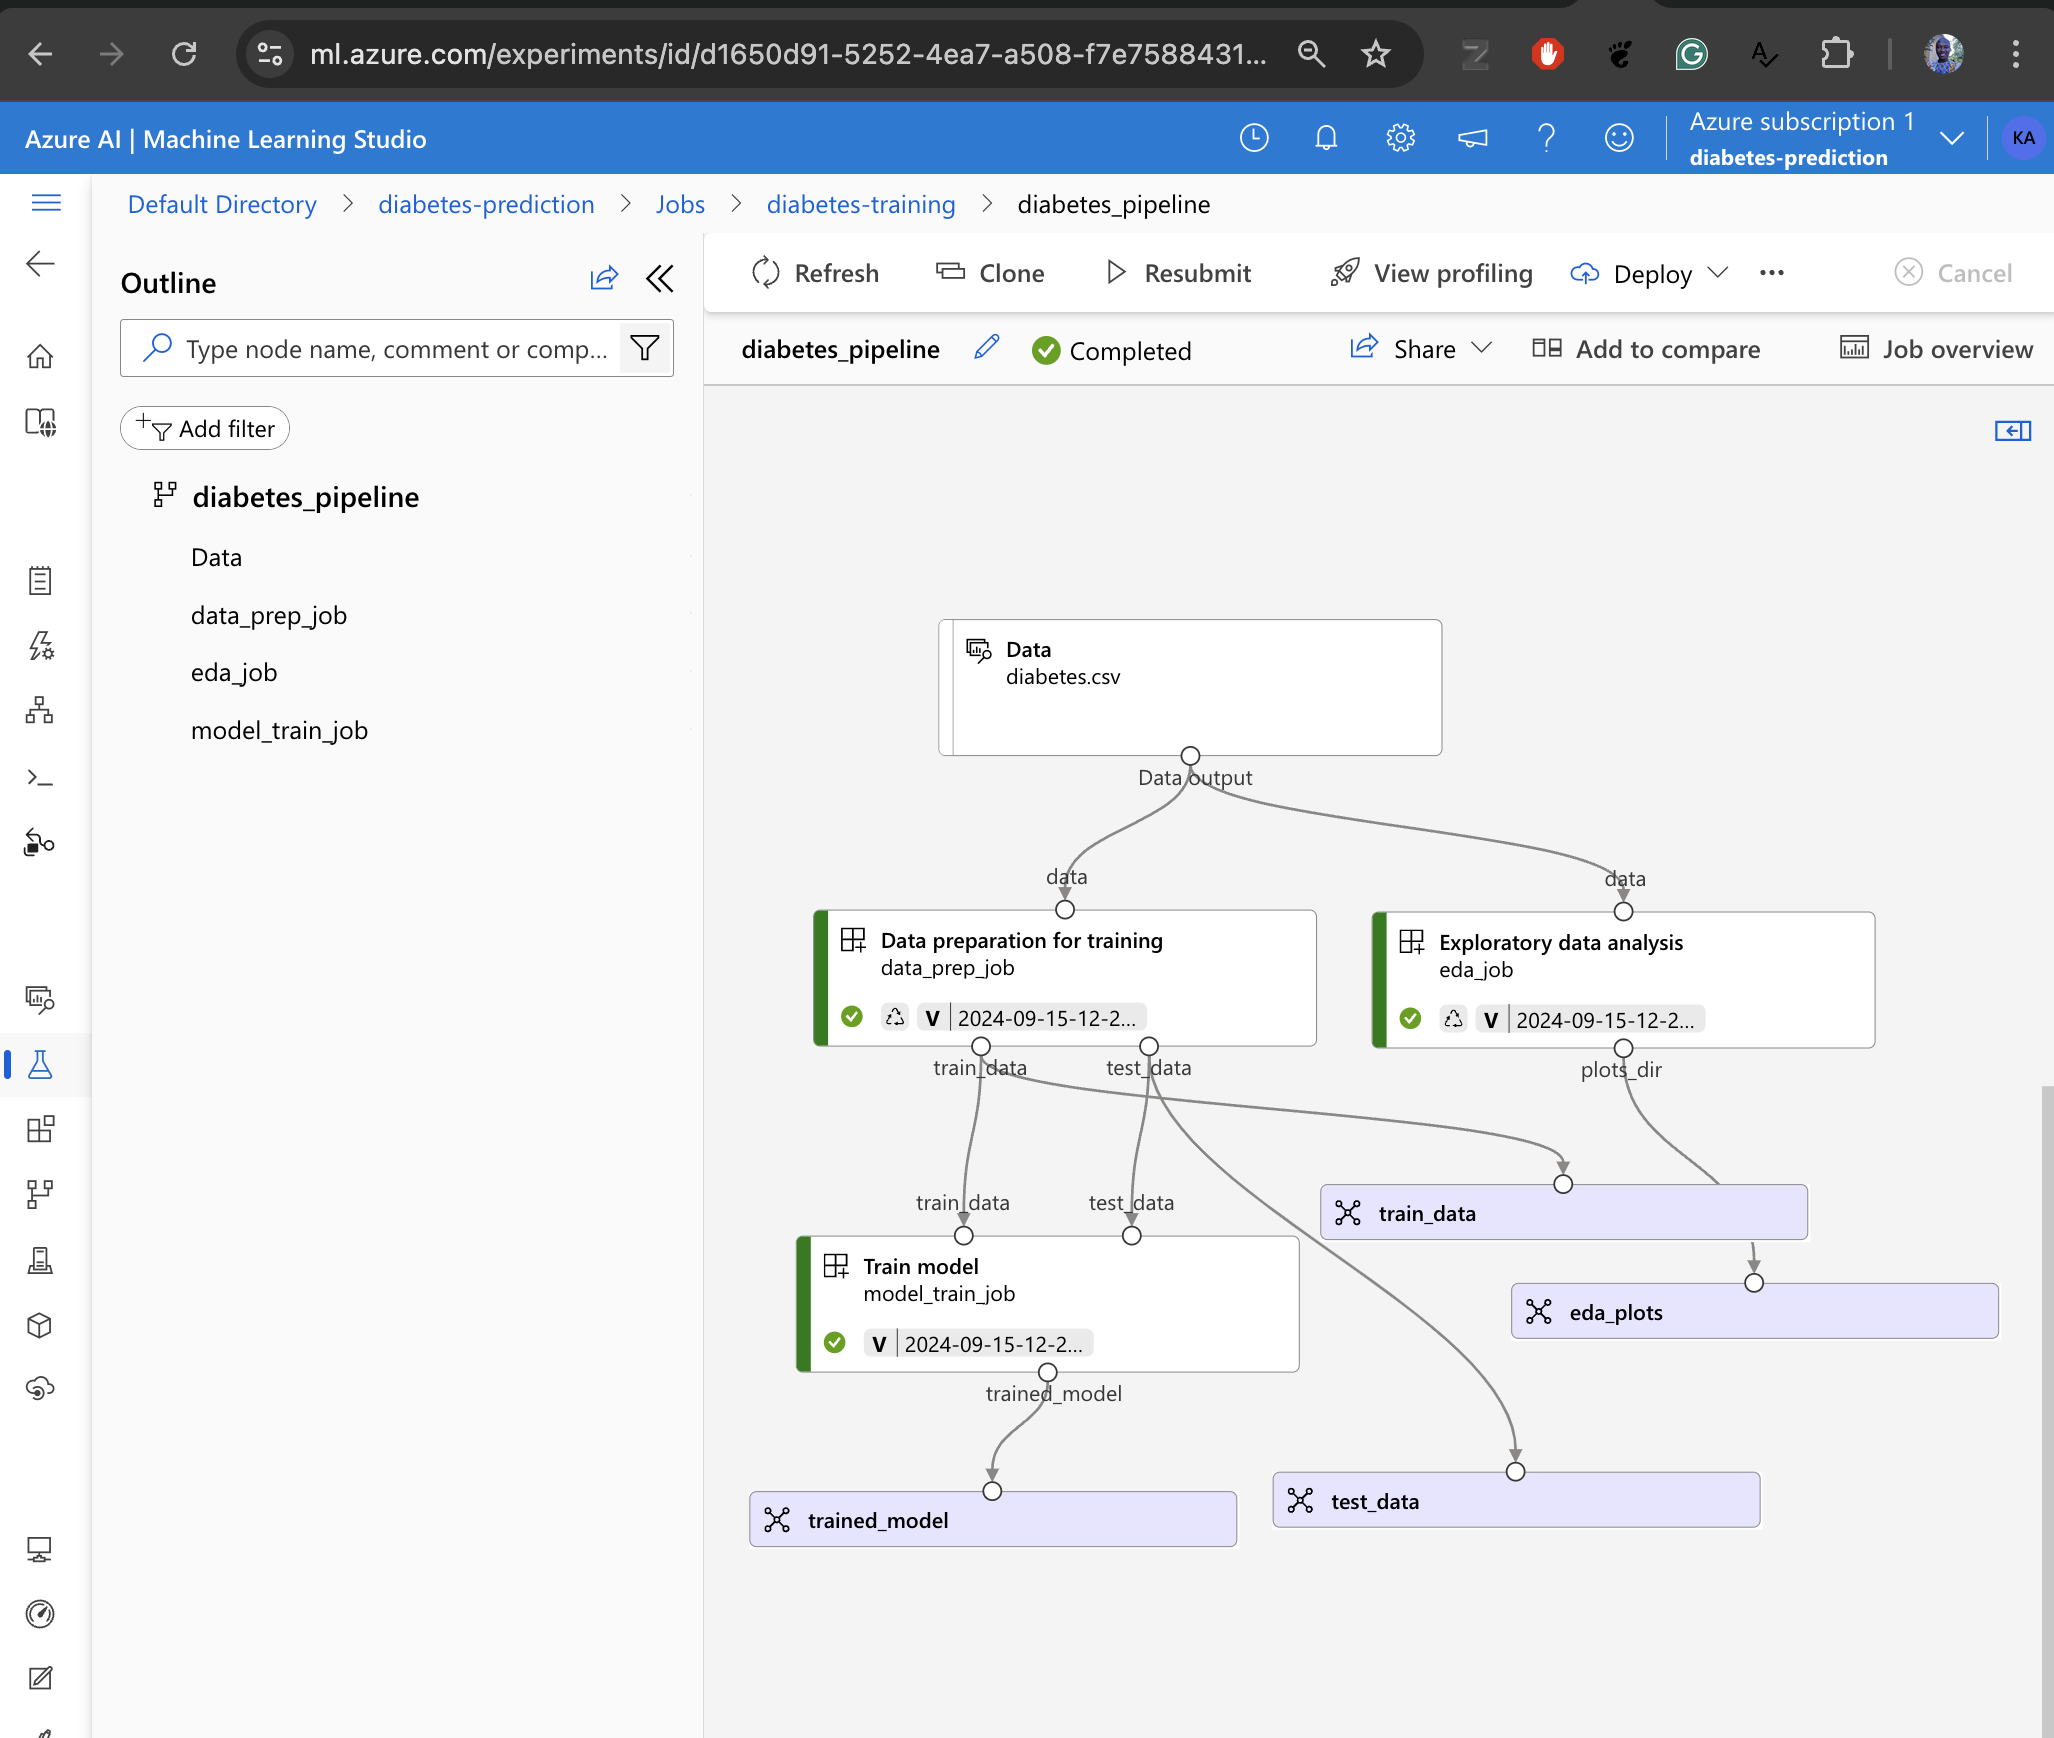 ml.azure.com/experiments/id/d1650d91-5252-4ea7-a508-f7e7588431...
Azure AI | Machine Learning Studio
Azure subscription 1
diabetes-prediction
KA
Default Directory > diabetes-prediction > Jobs > diabetes-training > diabetes_pipeline
Outline
Type node name, comment or comp...
Add filter
diabetes_pipeline
Data
data_prep_job
eda_job
model_train_job
Refresh Clone Resubmit View profiling Deploy ... Cancel
diabetes_pipeline Completed Share Add to compare Job overview
Data
diabetes.csv
Data output
data data
Data preparation for training
data_prep_job
V | 2024-09-15-12-2...
Exploratory data analysis
eda_job
V | 2024-09-15-12-2...
train_data test_data plots_dir
train_data test_data
train_data
Train model
model_train_job
V | 2024-09-15-12-2...
eda_plots
trained_model
test_data
trained_model